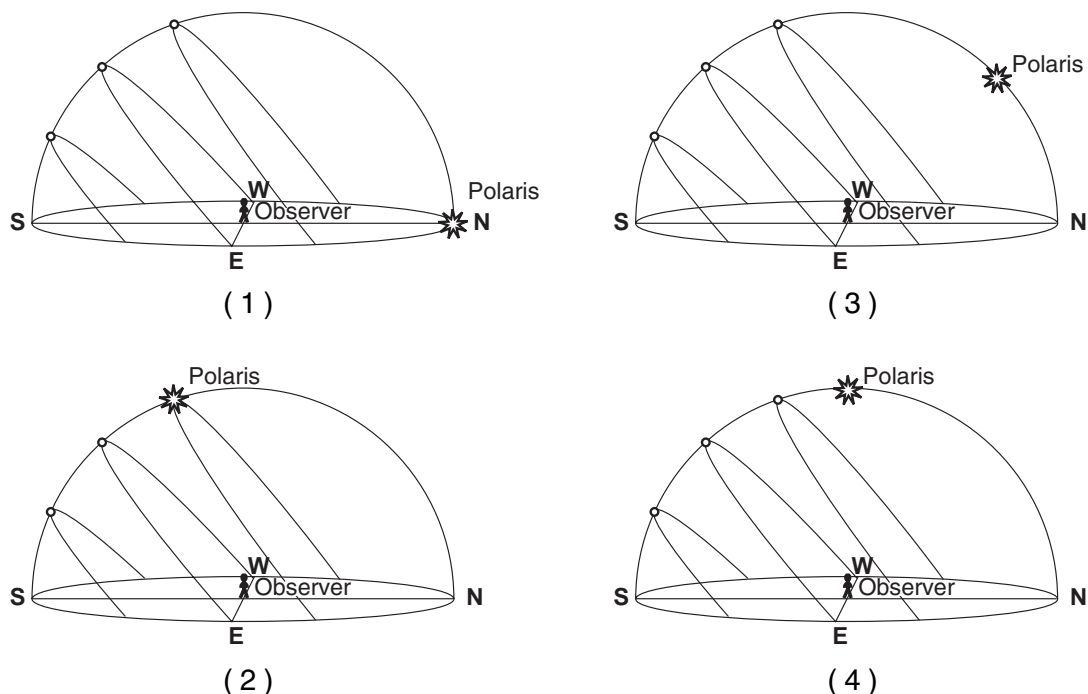 Polaris
W
Observer
S
N
E
( 1 )
Polaris
W
Observer
S
N
E
( 3 )
Polaris
W
Observer
S
N
E
( 2 )
Polaris
W
Observer
S
N
E
( 4 )